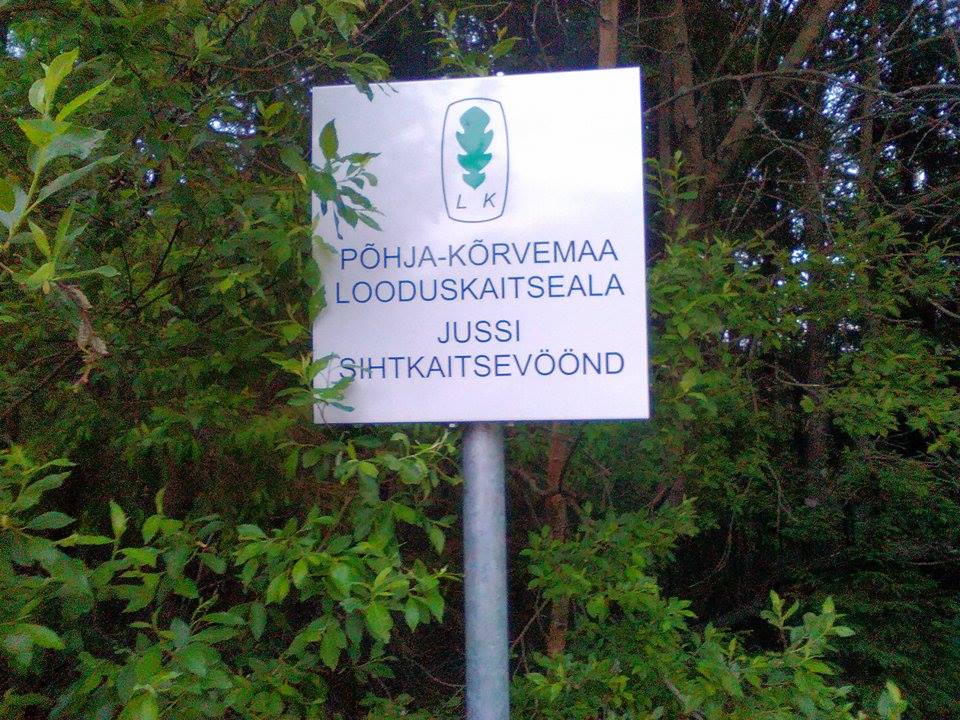 L K
PÕHJA-KÕRVEMAA
LOODUSKAITSEALA
JUSSI
SIHTKAITSEVÖÖND